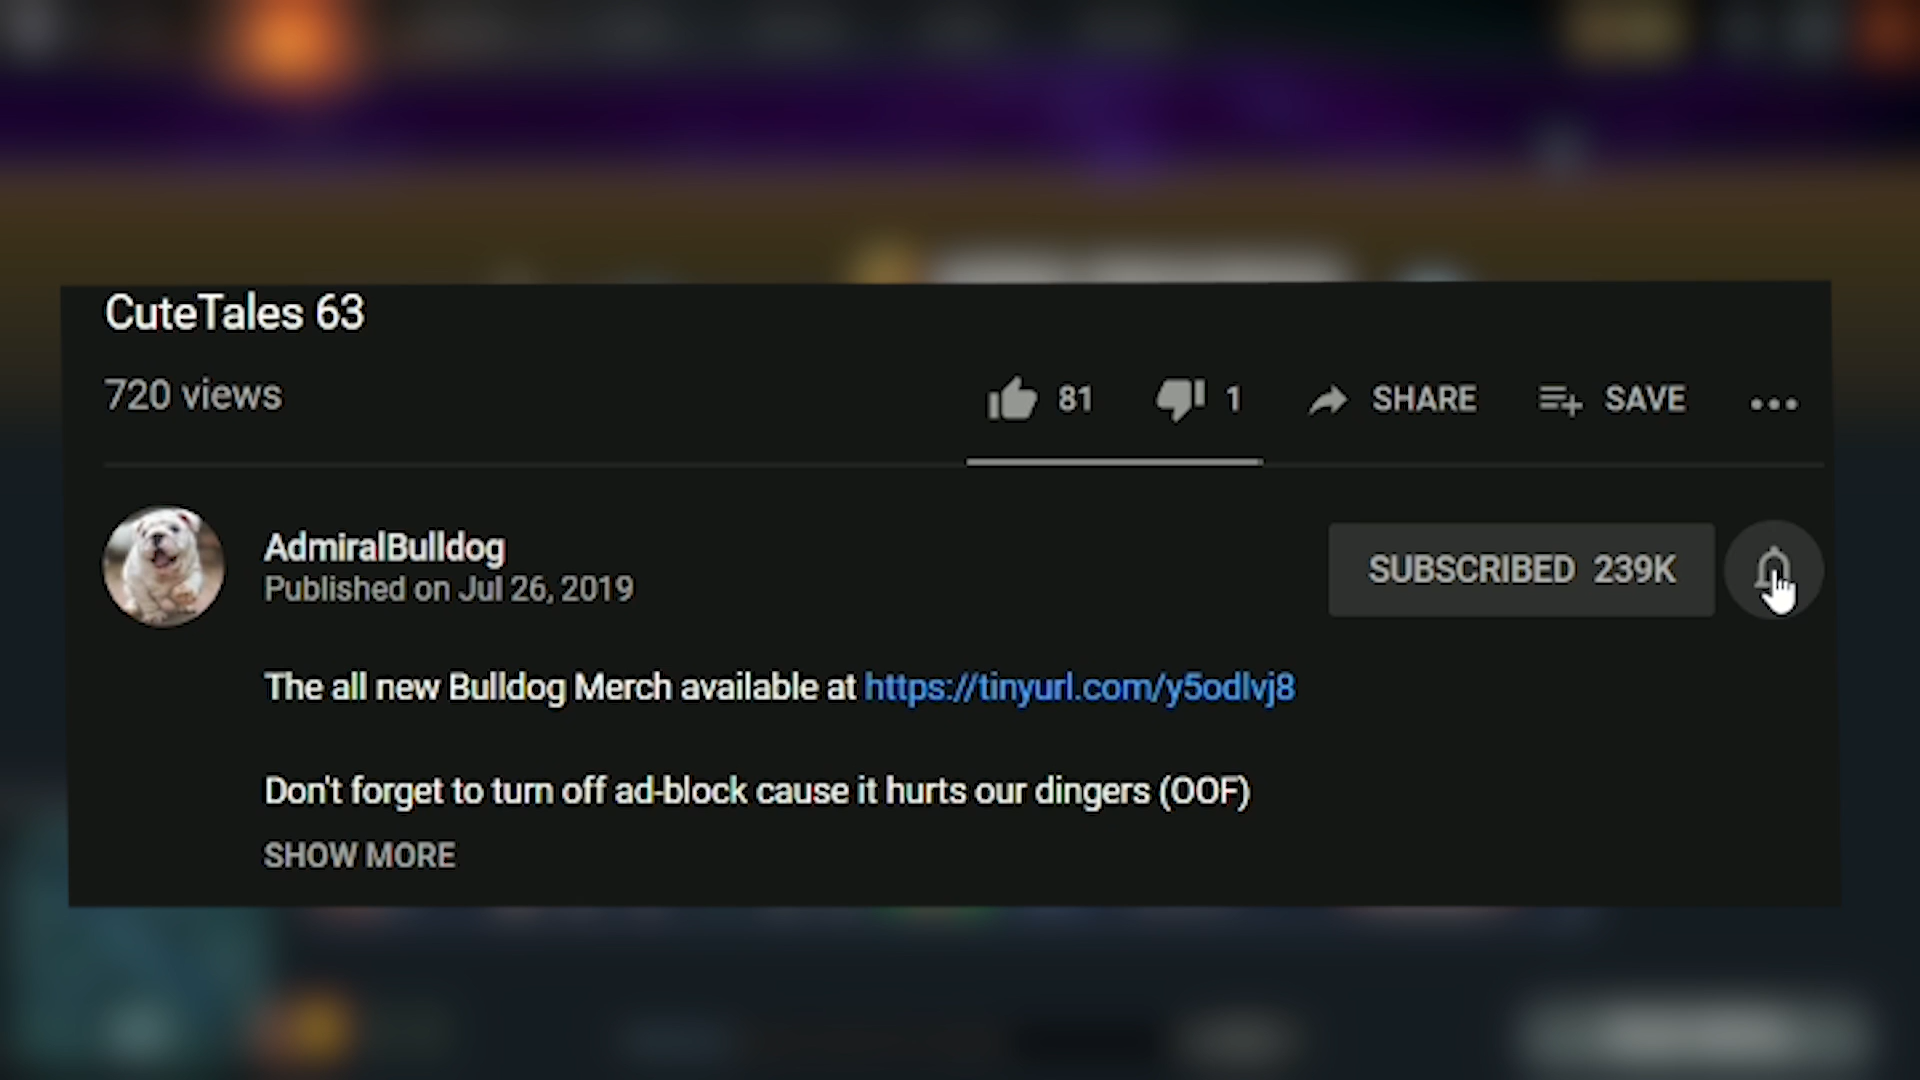 CuteTales 63
720 views
81
1
SHARE
SAVE
AdmiralBulldog
Published on Jul 26, 2019
SUBSCRIBED 239K
The all new Bulldog Merch available at https://tinyurl.com/y5odlvj8
Don't forget to turn off ad-block cause it hurts our dingers (OOF)
SHOW MORE